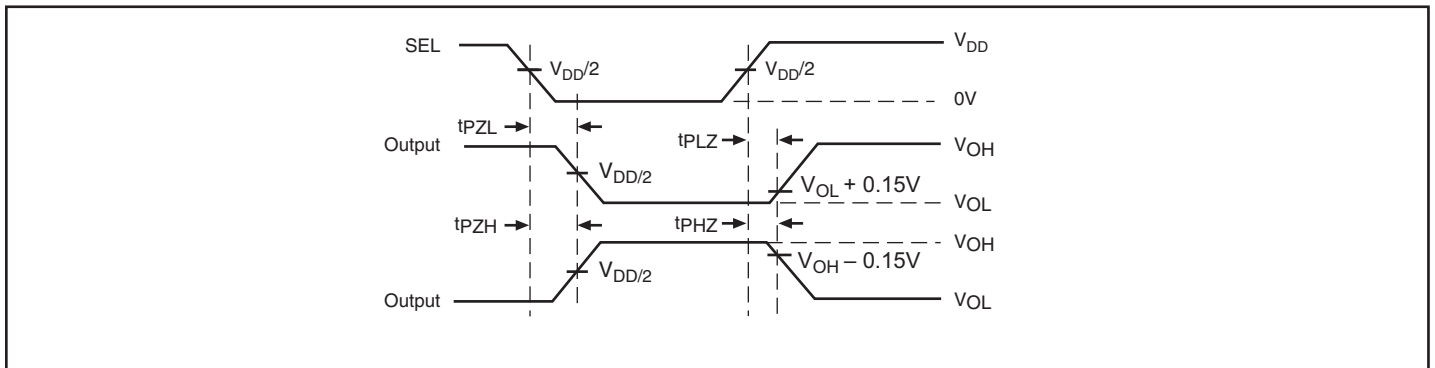 SEL
VDD/2
VDD/2
VDD
0V
tPZL
tPLZ
Output
VDD/2
VOH
VOL + 0.15V
VOL
tPZH
tPHZ
VOH
VOH – 0.15V
VDD/2
Output
VOL